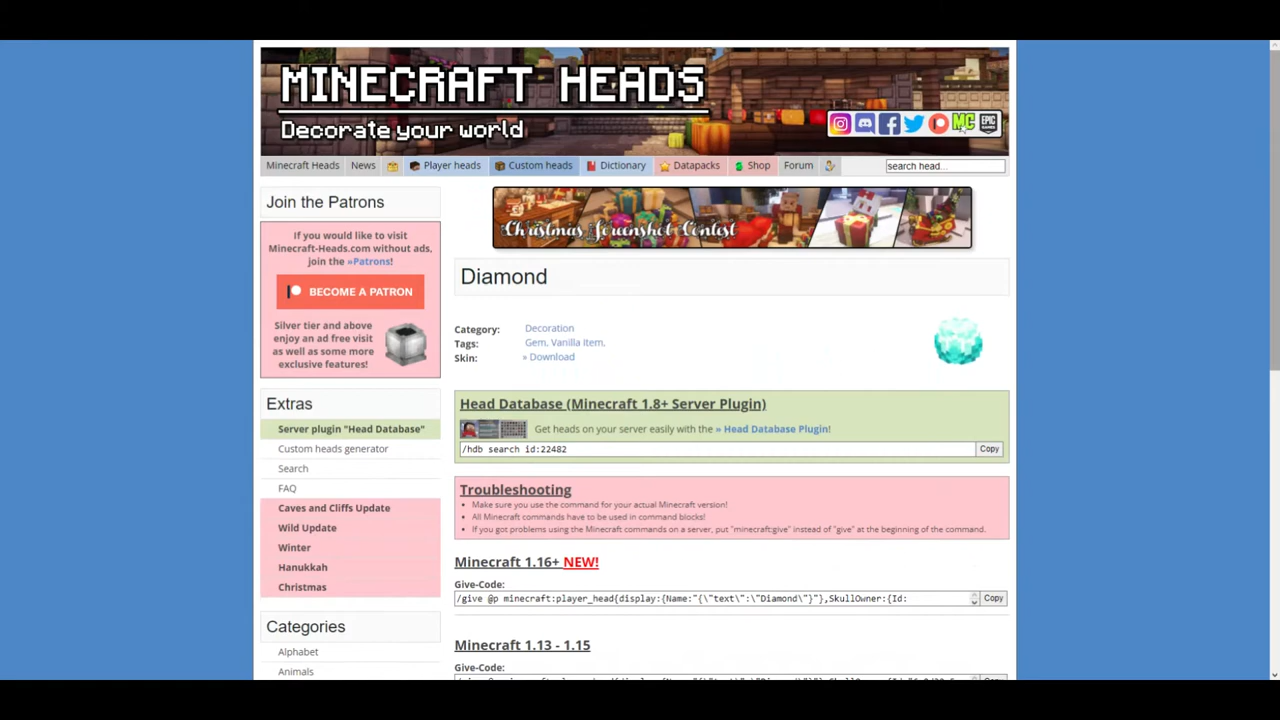 MINECRAFT HEADS
Decorate your world
MC
EPIC GAMES
Minecraft Heads
News
Player heads
Custom heads
Dictionary
Datapacks
Shop
Forum
search head...
Join the Patrons
If you would like to visit
Minecraft-Heads.com without ads,
join the »Patrons!
BECOME A PATRON
Silver tier and above
enjoy an ad free visit
as well as some more
exclusive features!
Extras
Server plugin "Head Database"
Custom heads generator
Search
FAQ
Caves and Cliffs Update
Wild Update
Winter
Hanukkah
Christmas
Categories
Alphabet
Animals
Christmas Screenshot Contest
Diamond
Category: Decoration
Tags: Gem, Vanilla Item,
Skin: » Download
Head Database (Minecraft 1.8+ Server Plugin)
Get heads on your server easily with the » Head Database Plugin!
/hdb search id:22482
Copy
Troubleshooting
Make sure you use the command for your actual Minecraft version!
All Minecraft commands have to be used in command blocks!
If you got problems using the Minecraft commands on a server, put "minecraft:give" instead of "give" at the beginning of the command.
Minecraft 1.16+ NEW!
Give-Code:
/give @p minecraft:player_head{display:{Name:"{\"text\":\"Diamond\"}"},SkullOwner:{Id:
Copy
Minecraft 1.13 - 1.15
Give-Code: